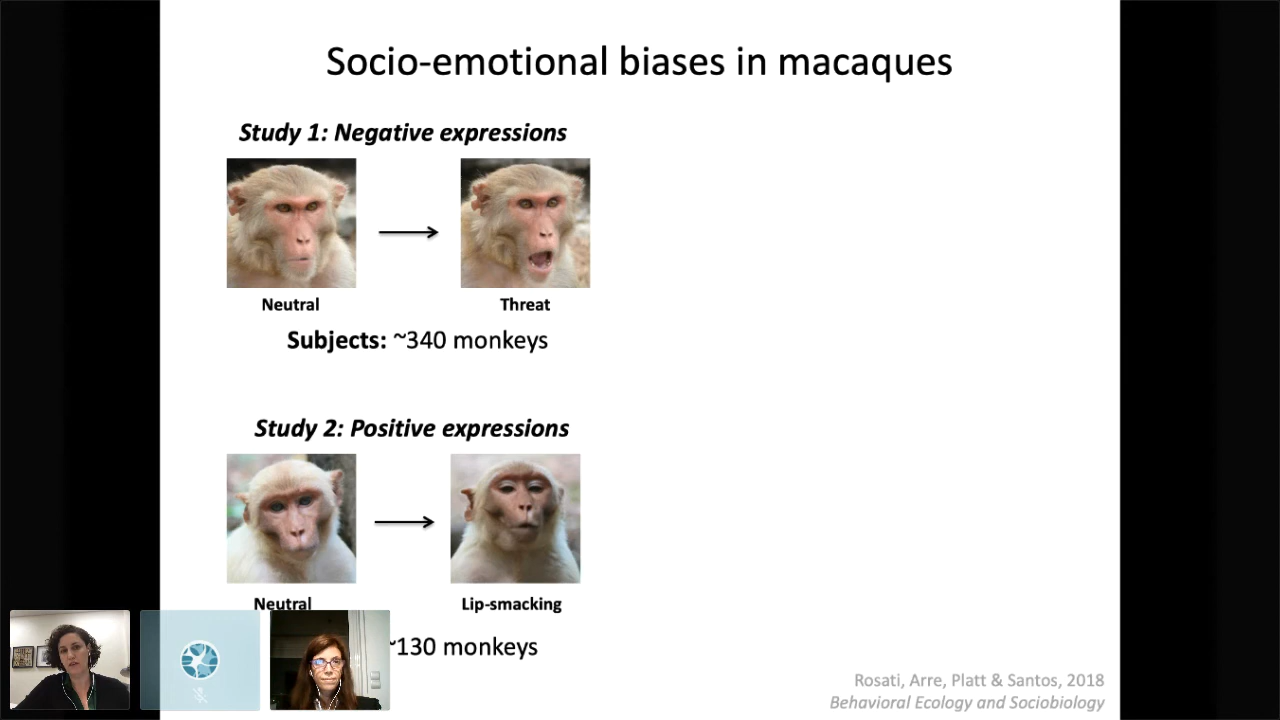 Socio-emotional biases in macaques
Study 1: Negative expressions
Neutral
Threat
Subjects: ~340 monkeys
Study 2: Positive expressions
Neutral
Lip-smacking
~130 monkeys
Rosati, Arre, Platt & Santos, 2018
Behavioral Ecology and Sociobiology